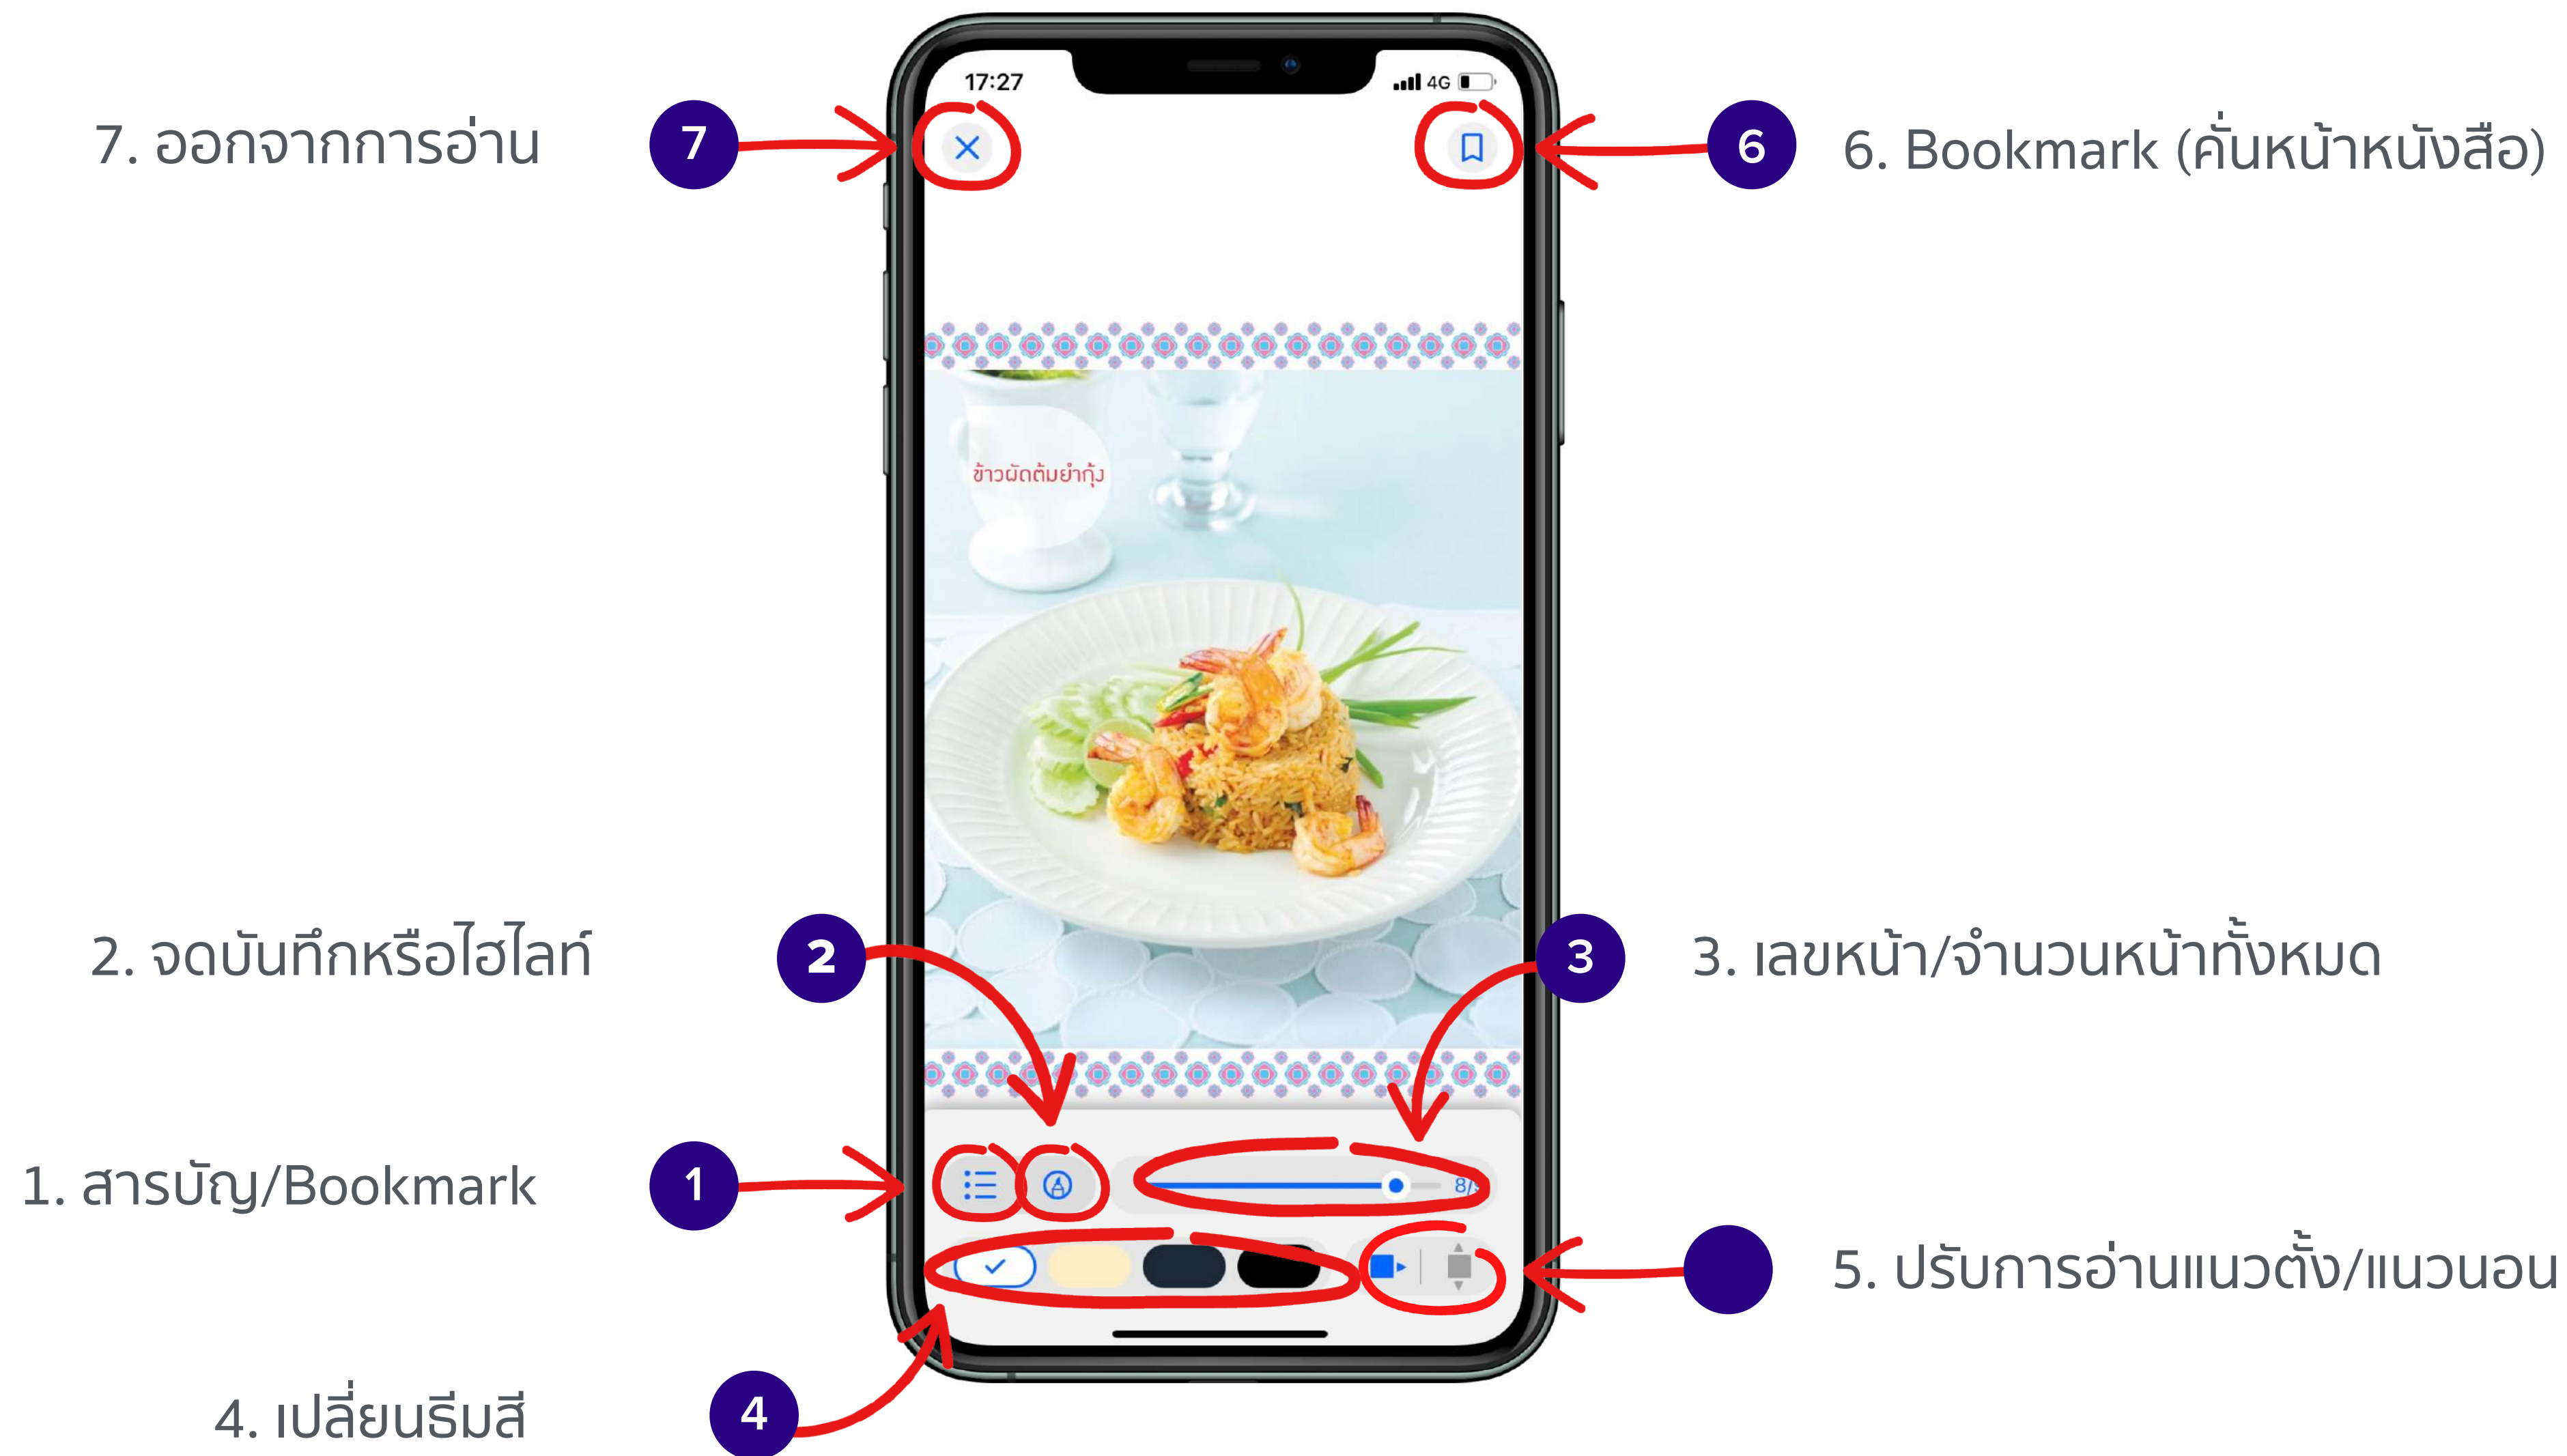 17:27
4G
7. ออกจากการอ่าน
7
6
6. Bookmark (คั่นหน้าหนังสือ)
ข้าวผัดต้มยำกุ้ง
2. จดบันทึกหรือไฮไลท์
2
3
3. เลขหน้า/จำนวนหน้าทั้งหมด
1. สารบัญ/Bookmark
1
8/9
5. ปรับการอ่านแนวตั้ง/แนวนอน
4. เปลี่ยนธีมสี
4